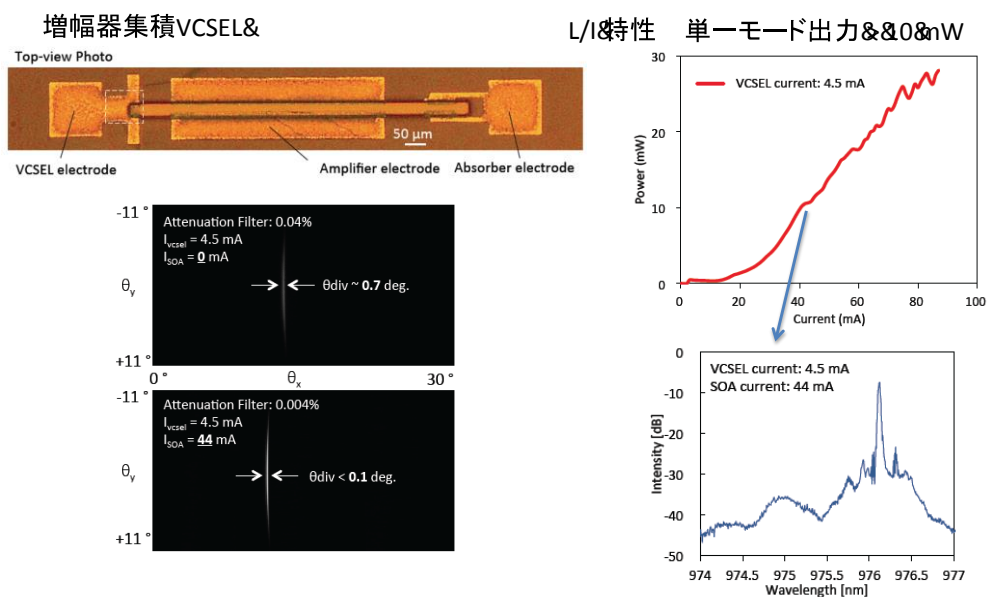 増幅器集積VCSEL&
L/I&特性 単一モード出力&>&10&mW
Top-view Photo
50 µm
VCSEL electrode
Amplifier electrode
Absorber electrode
-11 °
Attenuation Filter: 0.04%
Ivcsel = 4.5 mA
ISOA = 0 mA
θy
θdiv ~ 0.7 deg.
+11 °
0 °
θx
30 °
-11 °
Attenuation Filter: 0.004%
Ivcsel = 4.5 mA
ISOA = 44 mA
θy
θdiv < 0.1 deg.
+11 °
30
VCSEL current: 4.5 mA
20
Power (mW)
10
0
0 20 40 60 80 100
Current (mA)
0
VCSEL current: 4.5 mA
SOA current: 44 mA
-10
-20
Intensity [dB]
-30
-40
-50
974 974.5 975 975.5 976 976.5 977
Wavelength [nm]